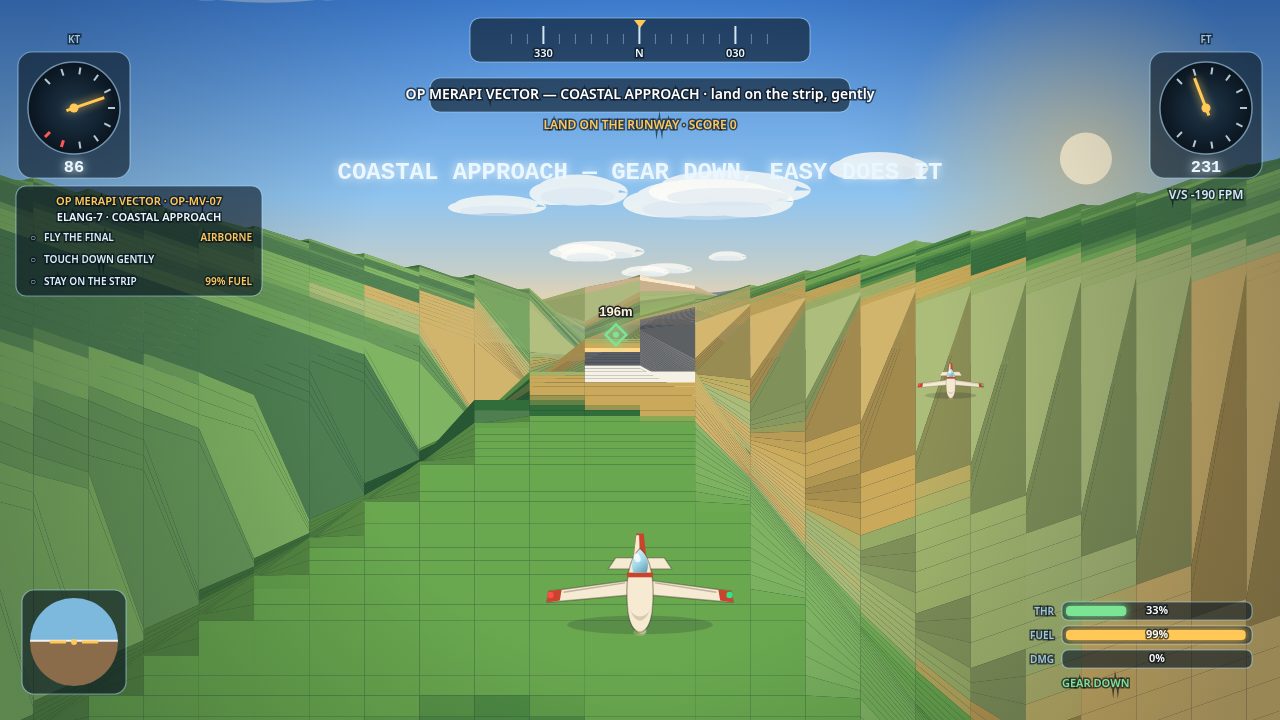 KT
330 N 030
FT
OP MERAPI VECTOR — COASTAL APPROACH · land on the strip, gently
LAND ON THE RUNWAY · SCORE 0
86
COASTAL APPROACH — GEAR DOWN, EASY DOES IT
231
V/S -190 FPM
OP MERAPI VECTOR · OP-MV-07
ELANG-7 · COASTAL APPROACH
FLY THE FINAL AIRBORNE
TOUCH DOWN GENTLY
STAY ON THE STRIP 99% FUEL
196m
THR 33%
FUEL 99%
DMG 0%
GEAR DOWN